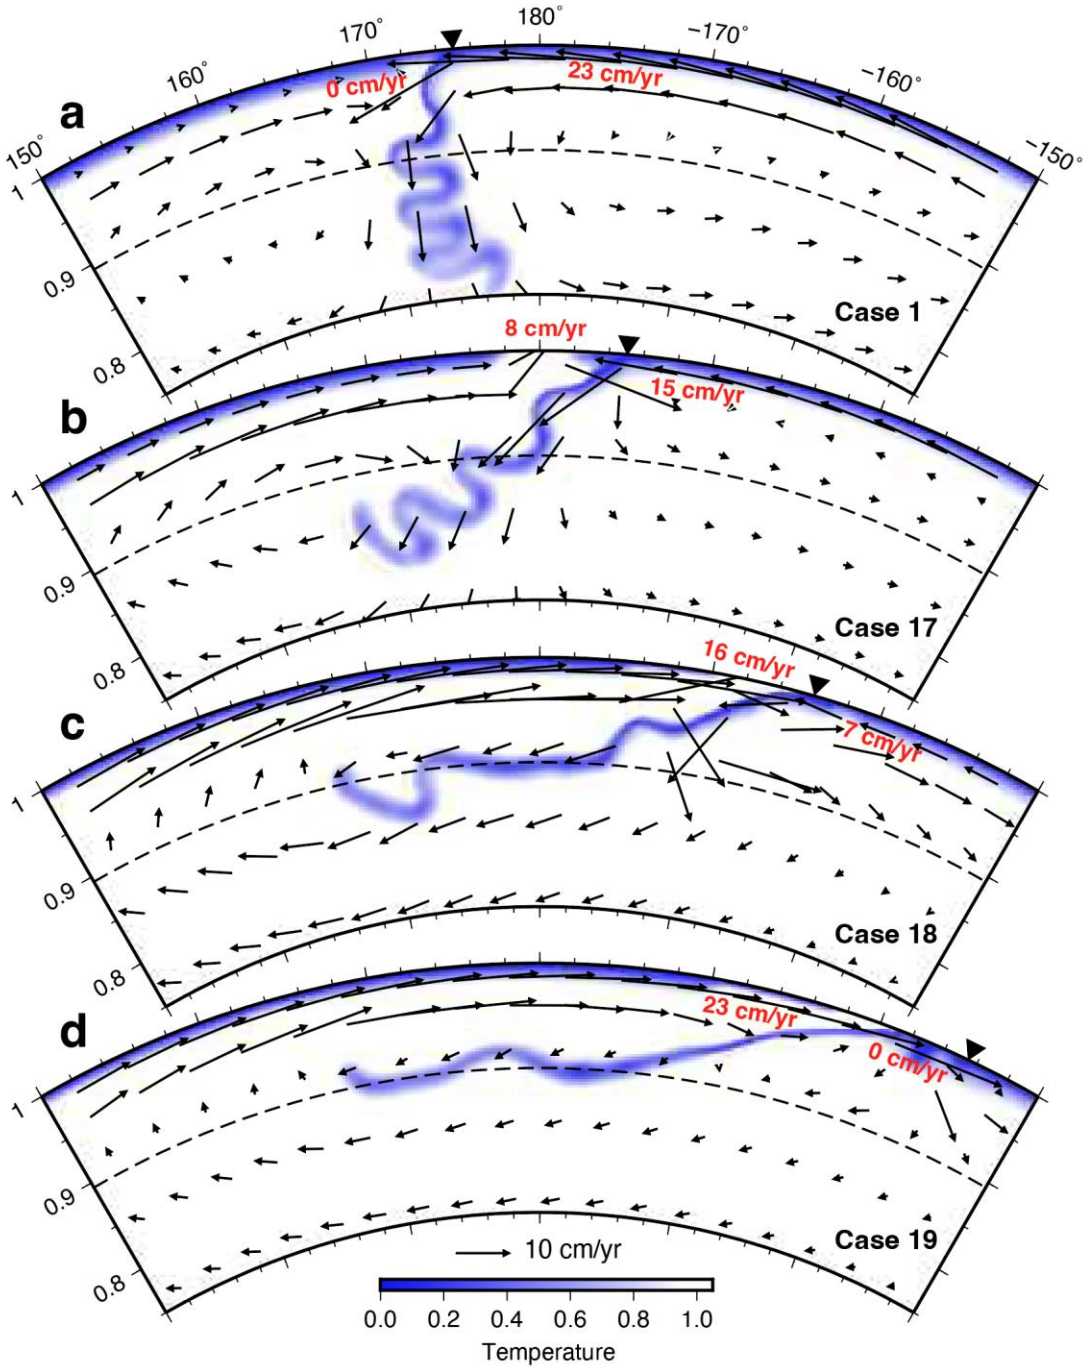 180°
170°
−170°
160°
−160°
150°
−150°
a
0 cm/yr
23 cm/yr
1
0.9
0.8
Case 1
8 cm/yr
b
15 cm/yr
1
0.9
0.8
Case 17
16 cm/yr
c
7 cm/yr
1
0.9
0.8
Case 18
23 cm/yr
d
0 cm/yr
1
0.9
0.8
Case 19
10 cm/yr
0.0 0.2 0.4 0.6 0.8 1.0
Temperature